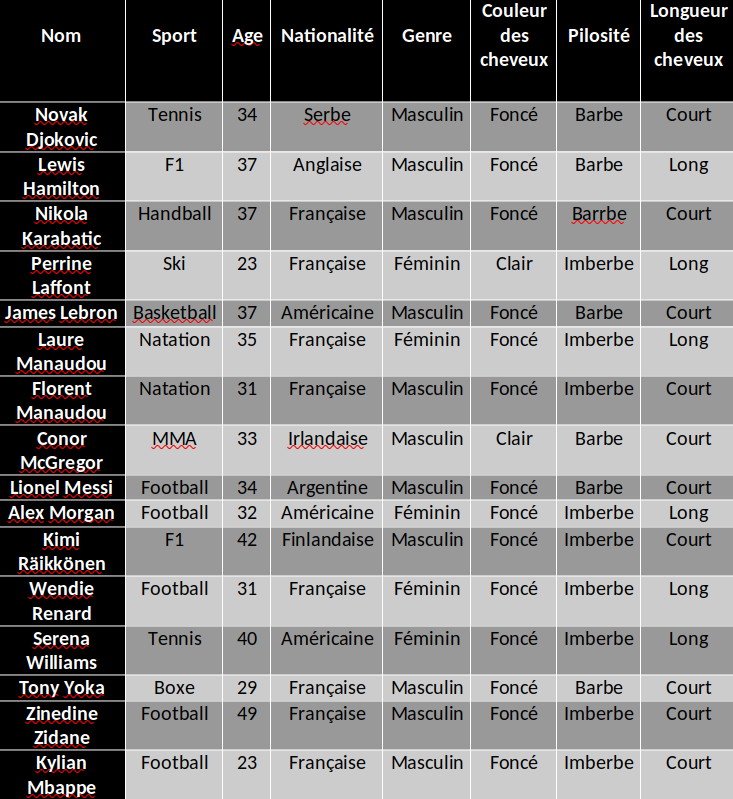 Nom Sport Age Nationalité Genre Couleur des cheveux Pilosité Longueur des cheveux
Novak Djokovic Tennis 34 Serbe Masculin Foncé Barbe Court
Lewis Hamilton F1 37 Anglaise Masculin Foncé Barbe Long
Nikola Karabatic Handball 37 Française Masculin Foncé Barrbe Court
Perrine Laffont Ski 23 Française Féminin Clair Imberbe Long
James Lebron Basketball 37 Américaine Masculin Foncé Barbe Court
Laure Manaudou Natation 35 Française Féminin Foncé Imberbe Long
Florent Manaudou Natation 31 Française Masculin Foncé Imberbe Court
Conor McGregor MMA 33 Irlandaise Masculin Clair Barbe Court
Lionel Messi Football 34 Argentine Masculin Foncé Barbe Court
Alex Morgan Football 32 Américaine Féminin Foncé Imberbe Long
Kimi Räikkönen F1 42 Finlandaise Masculin Foncé Imberbe Court
Wendie Renard Football 31 Française Féminin Foncé Imberbe Long
Serena Williams Tennis 40 Américaine Féminin Foncé Imberbe Long
Tony Yoka Boxe 29 Française Masculin Foncé Barbe Court
Zinedine Zidane Football 49 Française Masculin Foncé Imberbe Court
Kylian Mbappe Football 23 Française Masculin Foncé Imberbe Court